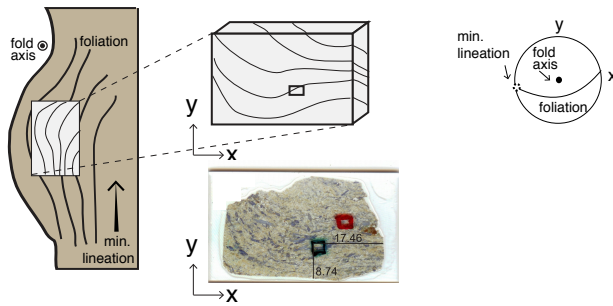 fold
axis
foliation
min.
lineation
y
x
y
x
17.46
8.74
y
x
min.
lineation
fold
axis
foliation